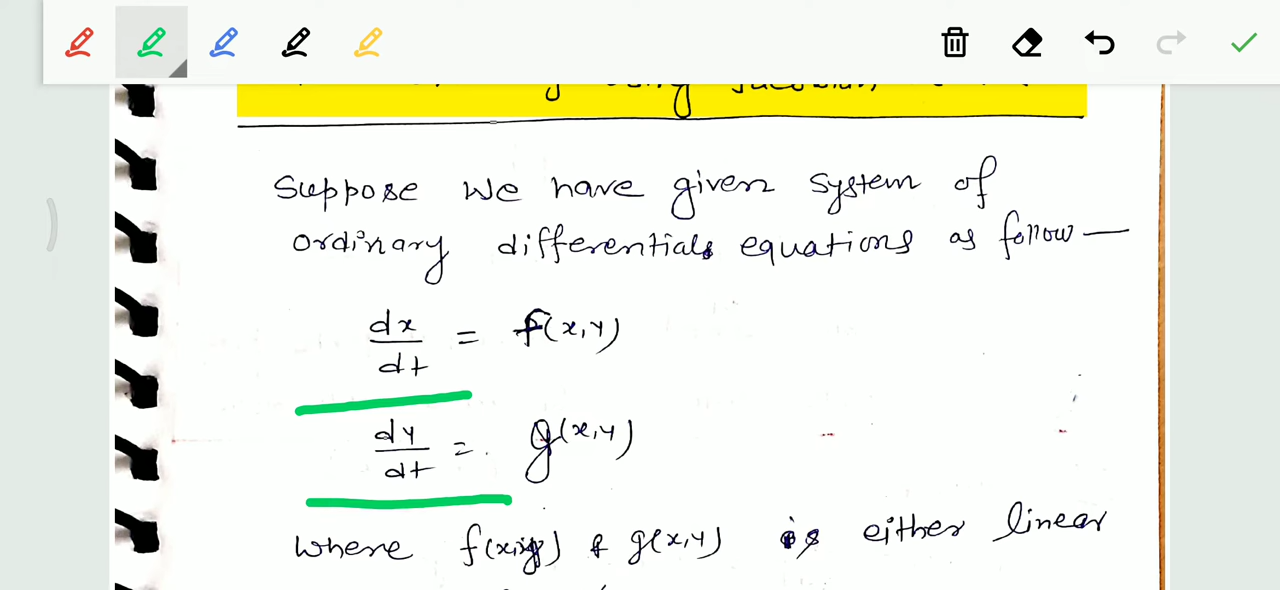 Suppose We have given System of
ordinary differentials equations as follow —
dx/dt = f(x,y)
dy/dt = g(x,y)
where f(x,y) & g(x,y) is either linear